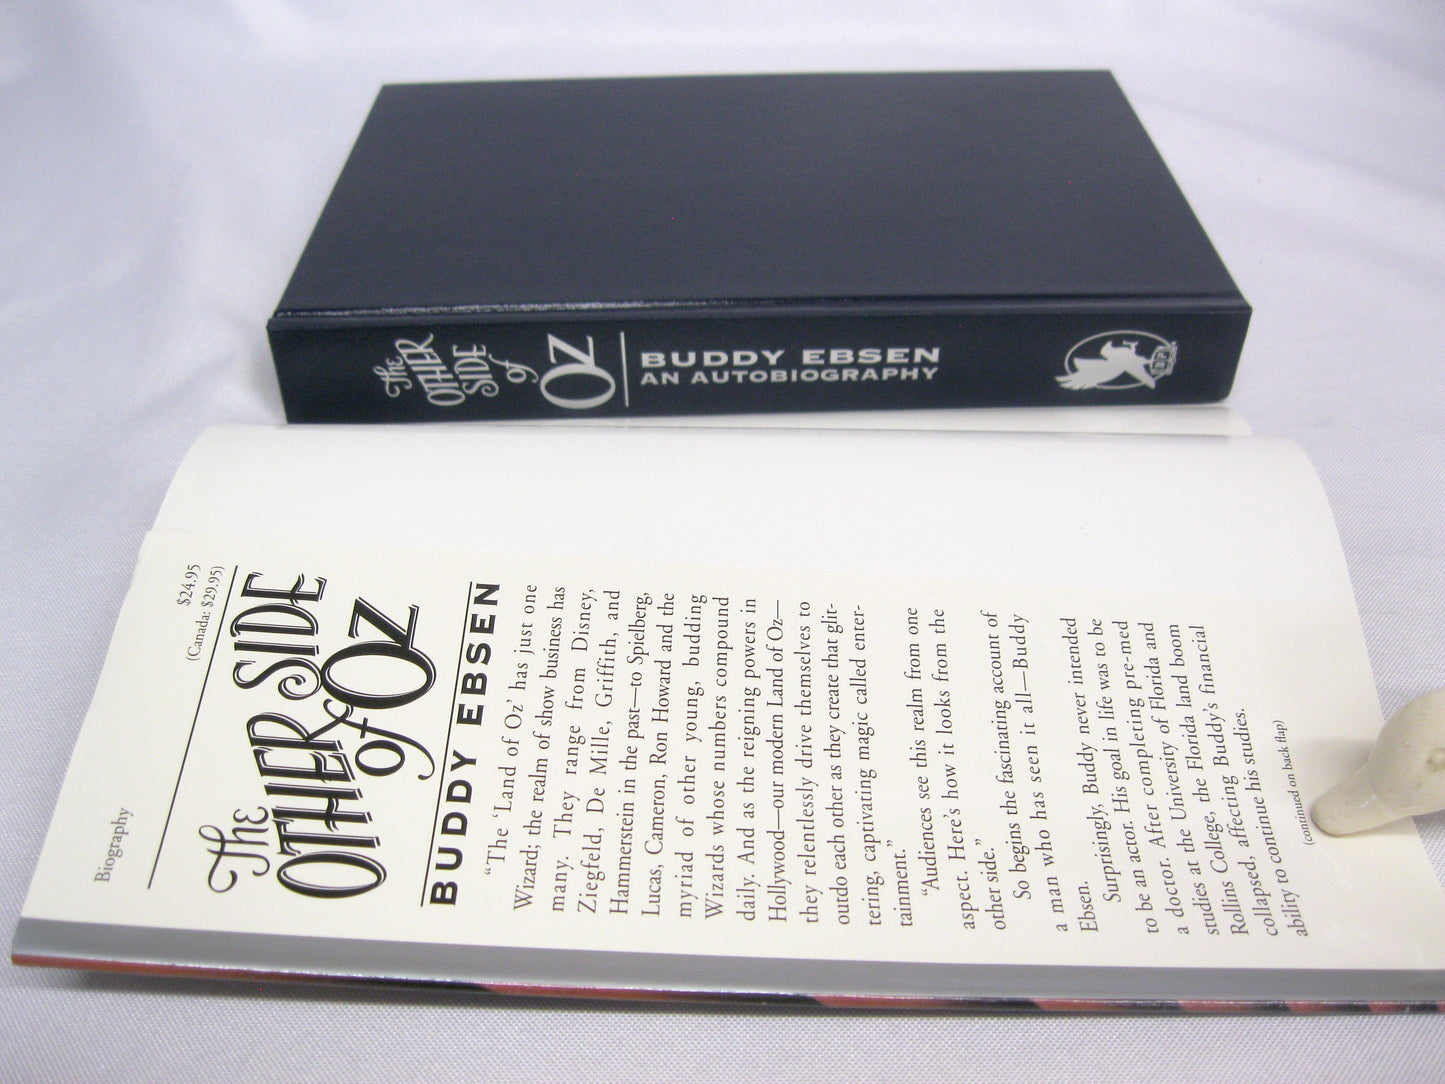 The
OTHER
SIDE
of
OZ
BUDDY EBSEN
AN AUTOBIOGRAPHY
Biography
$24.95
(Canada: $29.95)
The
OTHER SIDE
of OZ
BUDDY EBSEN
“The ‘Land of Oz’ has just one
Wizard; the realm of show business has
many. They range from Disney,
Ziegfeld, De Mille, Griffith, and
Hammerstein in the past—to Spielberg,
Lucas, Cameron, Ron Howard and the
myriad of other young, budding
Wizards whose numbers compound
daily. And as the reigning powers in
Hollywood—our modern Land of Oz—
they relentlessly drive themselves to
outdo each other as they create that glit-
tering, captivating magic called enter-
tainment.”
“Audiences see this realm from one
aspect. Here’s how it looks from the
other side.”
So begins the fascinating account of
a man who has seen it all—Buddy
Ebsen.
Surprisingly, Buddy never intended
to be an actor. His goal in life was to be
a doctor. After completing pre-med
studies at the University of Florida and
Rollins College, the Florida land boom
collapsed, affecting Buddy’s financial
ability to continue his studies.
(continued on back flap)